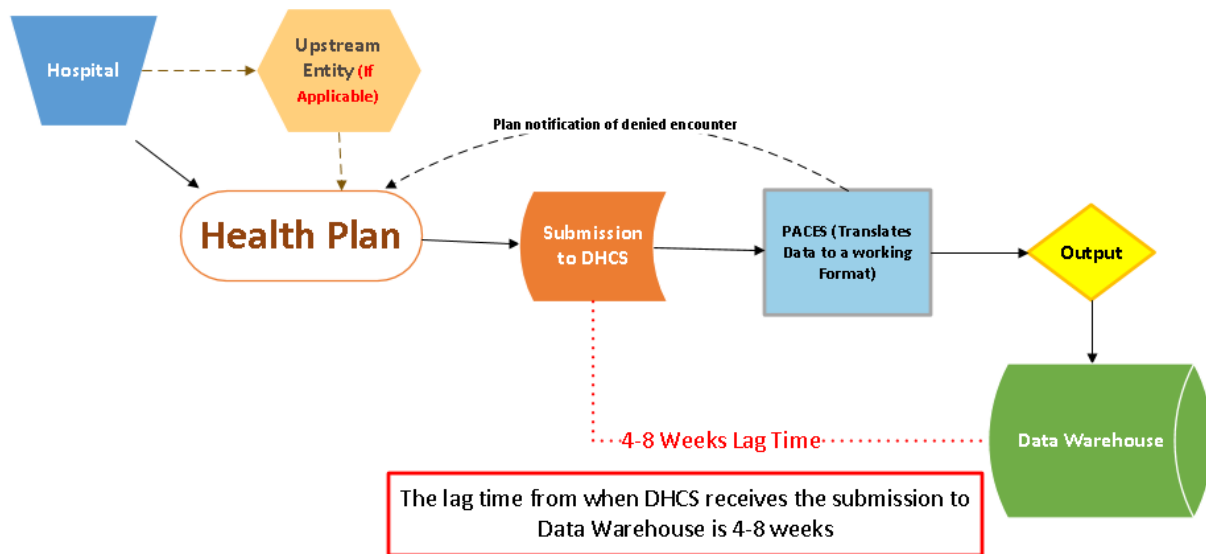 Hospital
Upstream
Entity (If
Applicable)
Plan notification of denied encounter
Health Plan
Submission
to DHCS
PACES (Translates
Data to a working
Format)
Output
4-8 Weeks Lag Time
Data Warehouse
The lag time from when DHCS receives the submission to
Data Warehouse is 4-8 weeks